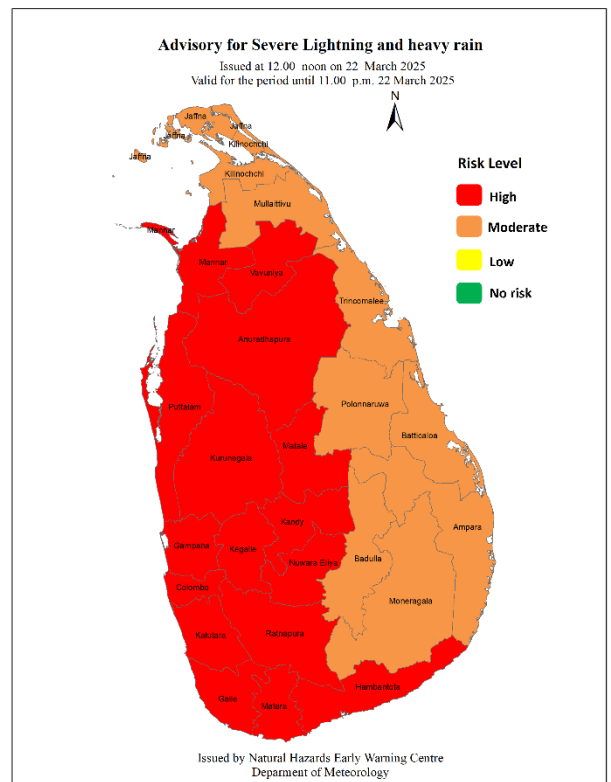 Advisory for Severe Lightning and heavy rain
Issued at 12.00 noon on 22 March 2025
Valid for the period until 11.00 p.m. 22 March 2025
N
Jaffna
Jaffna
Jaffna
Kilinochchi
Jaffna
Kilinochchi
Mullaittivu
Risk Level
High
Moderate
Low
No risk
Mannar
Mannar
Vavuniya
Trincomalee
Anuradhapura
Puttalam
Polonnaruwa
Batticaloa
Kurunegala
Matale
Kandy
Ampara
Gampaha
Kegalle
Nuwara Eliya
Badulla
Colombo
Moneragala
Kalutara
Ratnapura
Hambantota
Galle
Matara
Issued by Natural Hazards Early Warning Centre
Deparment of Meteorology